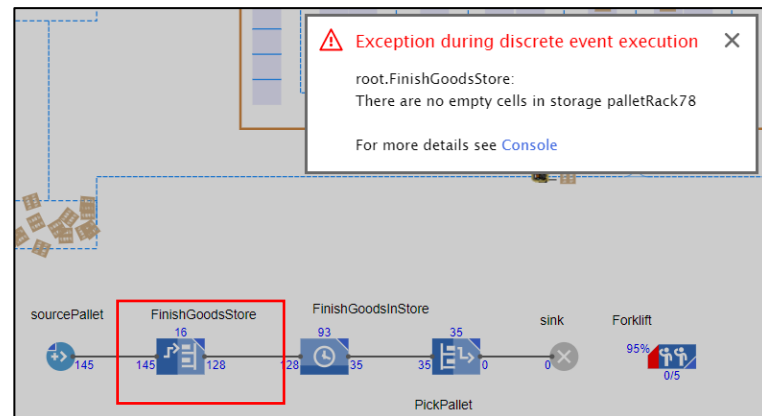 Exception during discrete event execution
root.FinishGoodsStore:
There are no empty cells in storage palletRack78
For more details see Console
sourcePallet FinishGoodsStore FinishGoodsInStore sink Forklift
16 93 35 95%
145 145 128 128 35 35 0 0 0/5
PickPallet